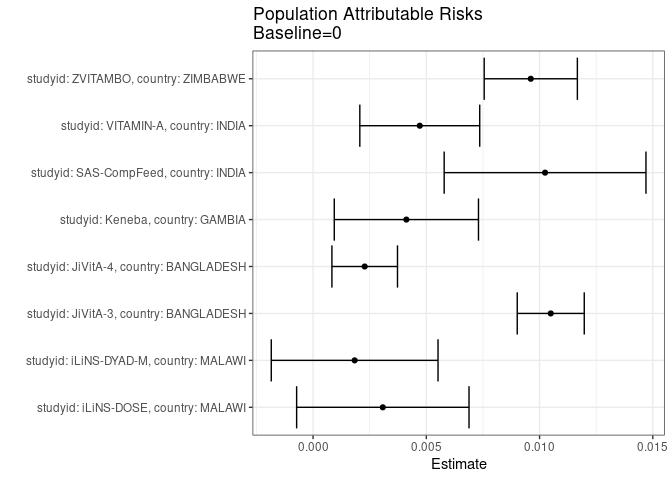 Population Attributable Risks
Baseline=0
studyid: ZVITAMBO, country: ZIMBABWE
studyid: VITAMIN-A, country: INDIA
studyid: SAS-CompFeed, country: INDIA
studyid: Keneba, country: GAMBIA
studyid: JiVitA-4, country: BANGLADESH
studyid: JiVitA-3, country: BANGLADESH
studyid: iLiNS-DYAD-M, country: MALAWI
studyid: iLiNS-DOSE, country: MALAWI
0.000 0.005 0.010 0.015
Estimate